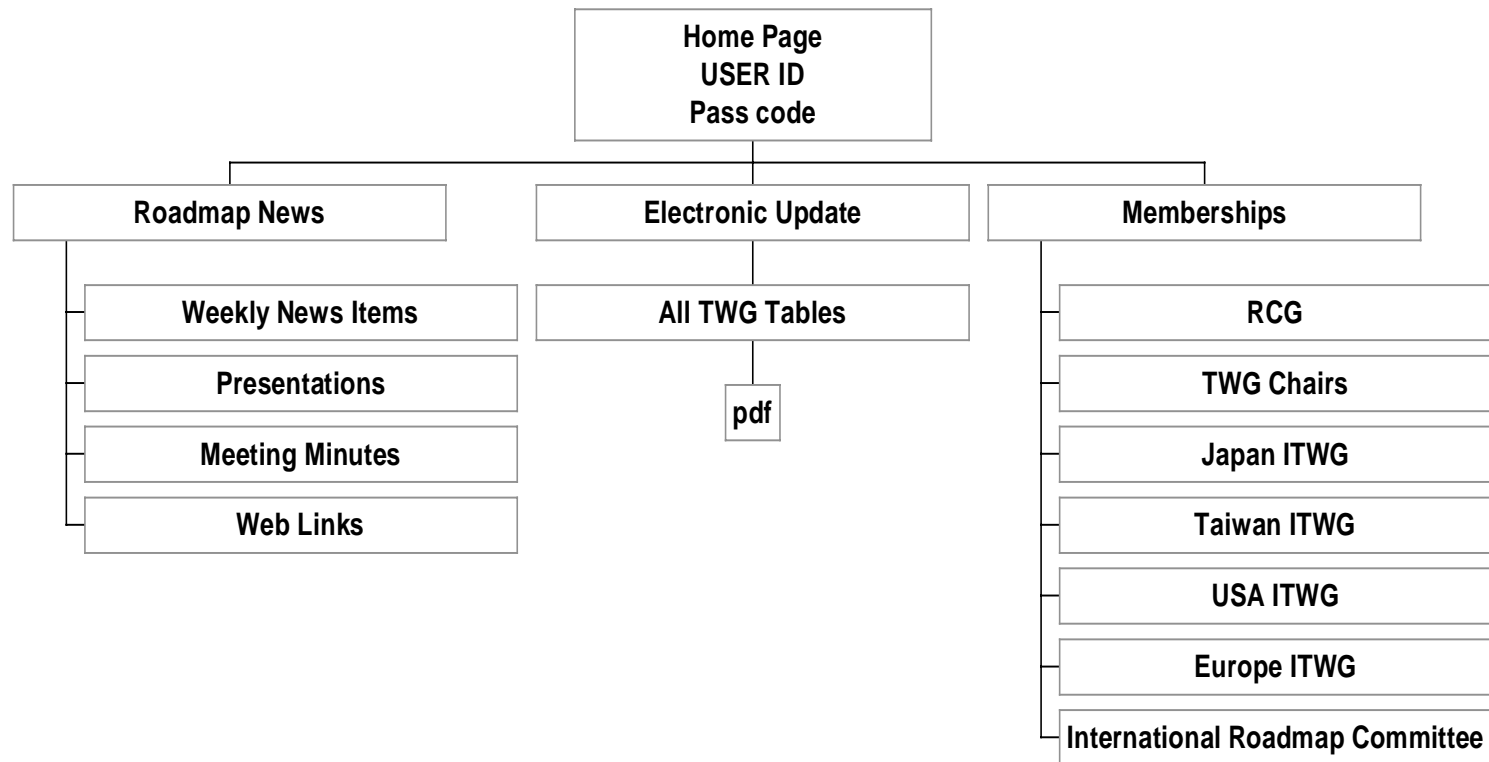 Home Page
USER ID
Pass code
Roadmap News
Electronic Update
Memberships
Weekly News Items
Presentations
Meeting Minutes
Web Links
All TWG Tables
pdf
RCG
TWG Chairs
Japan ITWG
Taiwan ITWG
USA ITWG
Europe ITWG
International Roadmap Committee